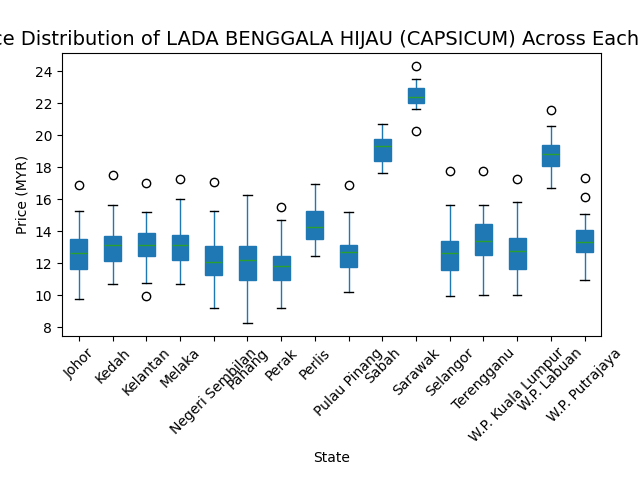 Distribution of LADA BENGGALA HIJAU (CAPSICUM) Across Each
24
22
20
18
16
14
12
10
8
Price (MYR)
Johor
Kedah
Kelantan
Melaka
Negeri Sembilan
Pahang
Perak
Perlis
Pulau Pinang
Sabah
Sarawak
Selangor
Terengganu
W.P. Kuala Lumpur
W.P. Labuan
W.P. Putrajaya
State